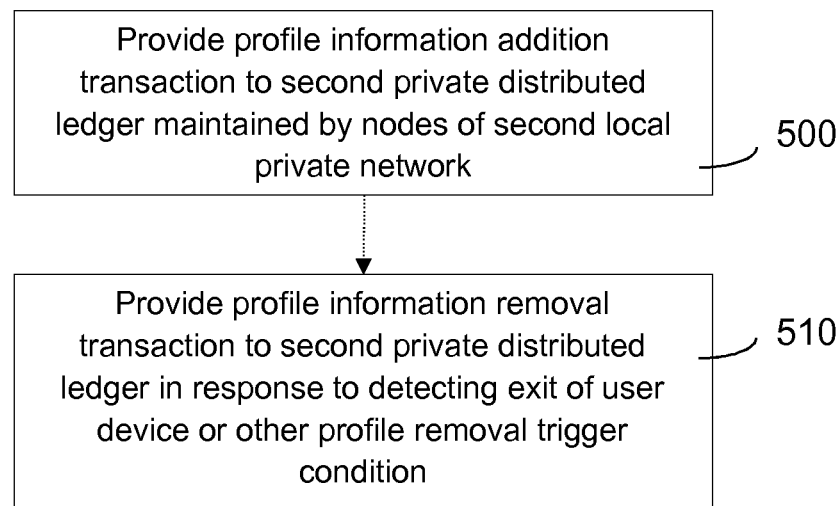 Provide profile information addition
transaction to second private distributed
ledger maintained by nodes of second local
private network
500
Provide profile information removal
transaction to second private distributed
ledger in response to detecting exit of user
device or other profile removal trigger
condition
510